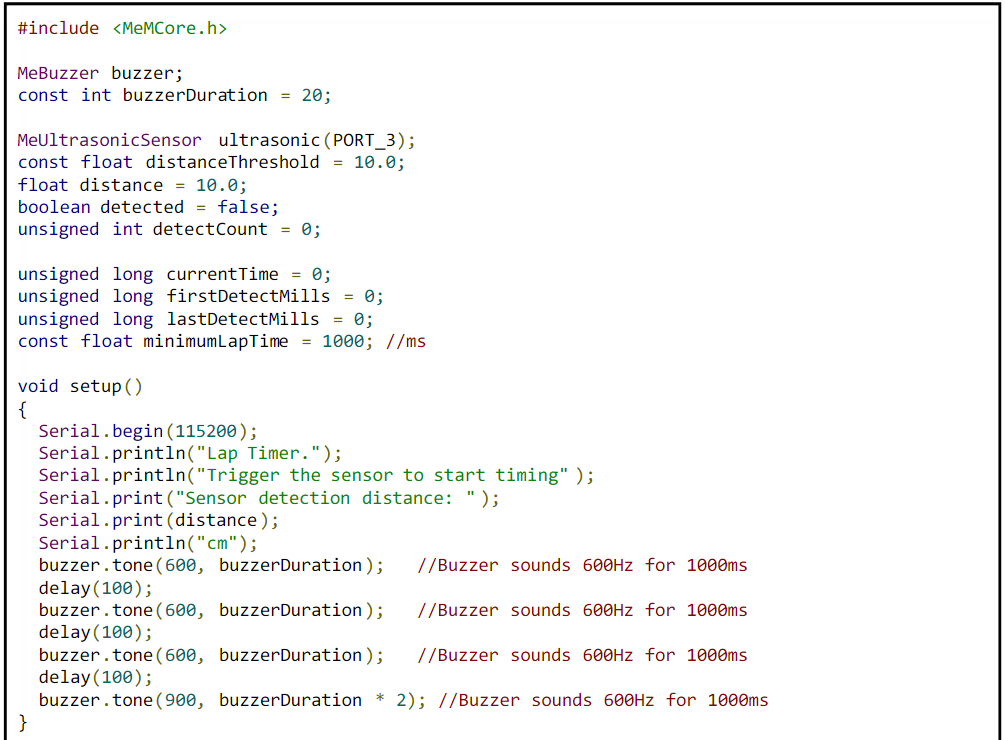 #include <MeMCore.h>

MeBuzzer buzzer;
const int buzzerDuration = 20;

MeUltrasonicSensor ultrasonic(PORT_3);
const float distanceThreshold = 10.0;
float distance = 10.0;
boolean detected = false;
unsigned int detectCount = 0;

unsigned long currentTime = 0;
unsigned long firstDetectMills = 0;
unsigned long lastDetectMills = 0;
const float minimumLapTime = 1000; //ms

void setup()
{
  Serial.begin(115200);
  Serial.println("Lap Timer.");
  Serial.println("Trigger the sensor to start timing" );
  Serial.print("Sensor detection distance: " );
  Serial.print(distance);
  Serial.println("cm");
  buzzer.tone(600, buzzerDuration);   //Buzzer sounds 600Hz for 1000ms
  delay(100);
  buzzer.tone(600, buzzerDuration);   //Buzzer sounds 600Hz for 1000ms
  delay(100);
  buzzer.tone(600, buzzerDuration);   //Buzzer sounds 600Hz for 1000ms
  delay(100);
  buzzer.tone(900, buzzerDuration * 2); //Buzzer sounds 600Hz for 1000ms
}